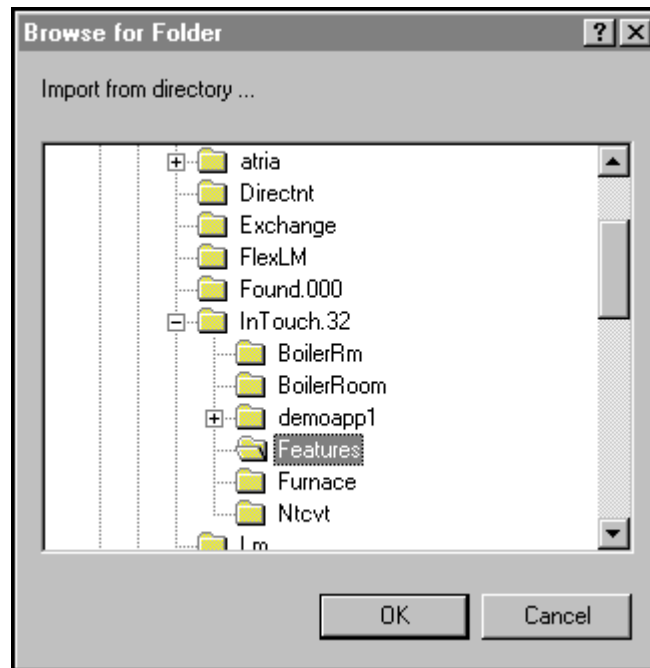 Browse for Folder
Import from directory ...
atria
Directnt
Exchange
FlexLM
Found.000
InTouch.32
BoilerRm
BoilerRoom
demoapp1
Features
Furnace
Ntcvt
Lm
OK Cancel